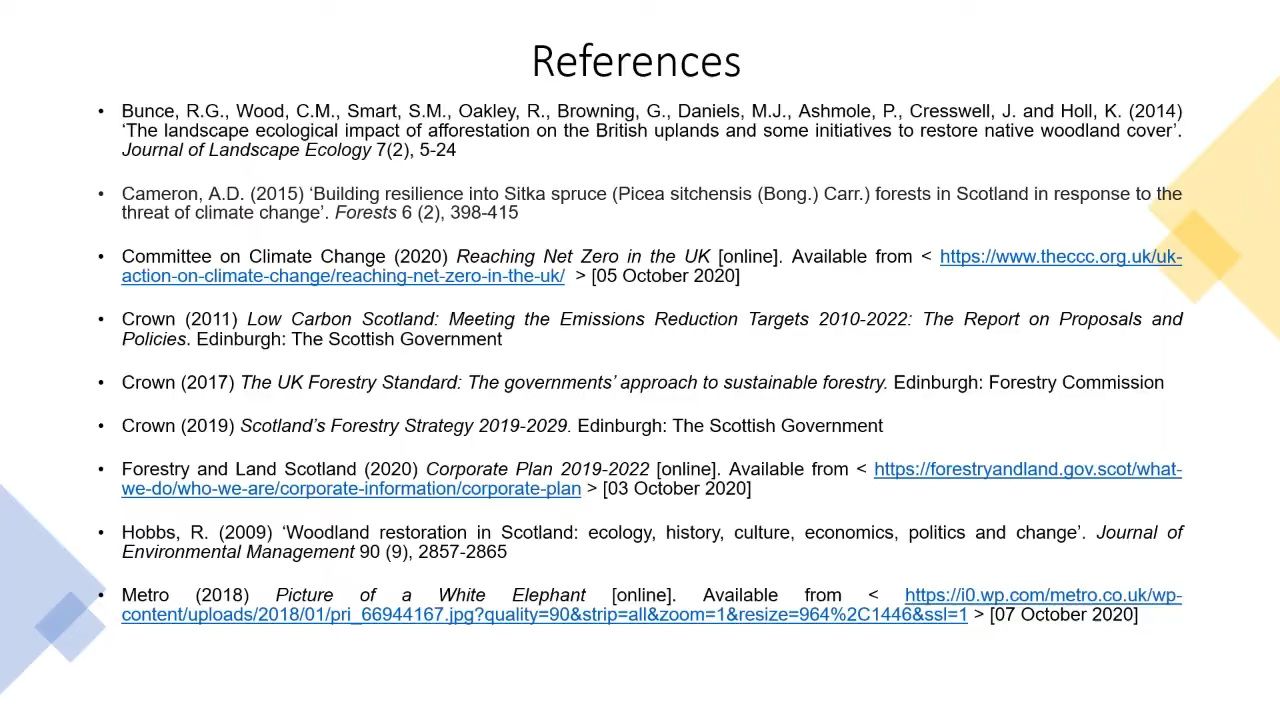 References
• Bunce, R.G., Wood, C.M., Smart, S.M., Oakley, R., Browning, G., Daniels, M.J., Ashmole, P., Cresswell, J. and Holl, K. (2014)
‘The landscape ecological impact of afforestation on the British uplands and some initiatives to restore native woodland cover’.
Journal of Landscape Ecology 7(2), 5-24
• Cameron, A.D. (2015) ‘Building resilience into Sitka spruce (Picea sitchensis (Bong.) Carr.) forests in Scotland in response to the
threat of climate change’. Forests 6 (2), 398-415
• Committee on Climate Change (2020) Reaching Net Zero in the UK [online]. Available from < https://www.theccc.org.uk/uk-
action-on-climate-change/reaching-net-zero-in-the-uk/ > [05 October 2020]
• Crown (2011) Low Carbon Scotland: Meeting the Emissions Reduction Targets 2010-2022: The Report on Proposals and
Policies. Edinburgh: The Scottish Government
• Crown (2017) The UK Forestry Standard: The governments’ approach to sustainable forestry. Edinburgh: Forestry Commission
• Crown (2019) Scotland’s Forestry Strategy 2019-2029. Edinburgh: The Scottish Government
• Forestry and Land Scotland (2020) Corporate Plan 2019-2022 [online]. Available from < https://forestryandland.gov.scot/what-
we-do/who-we-are/corporate-information/corporate-plan > [03 October 2020]
• Hobbs, R. (2009) ‘Woodland restoration in Scotland: ecology, history, culture, economics, politics and change’. Journal of
Environmental Management 90 (9), 2857-2865
• Metro (2018) Picture of a White Elephant [online]. Available from < https://i0.wp.com/metro.co.uk/wp-
content/uploads/2018/01/pri_66944167.jpg?quality=90&strip=all&zoom=1&resize=964%2C1446&ssl=1 > [07 October 2020]